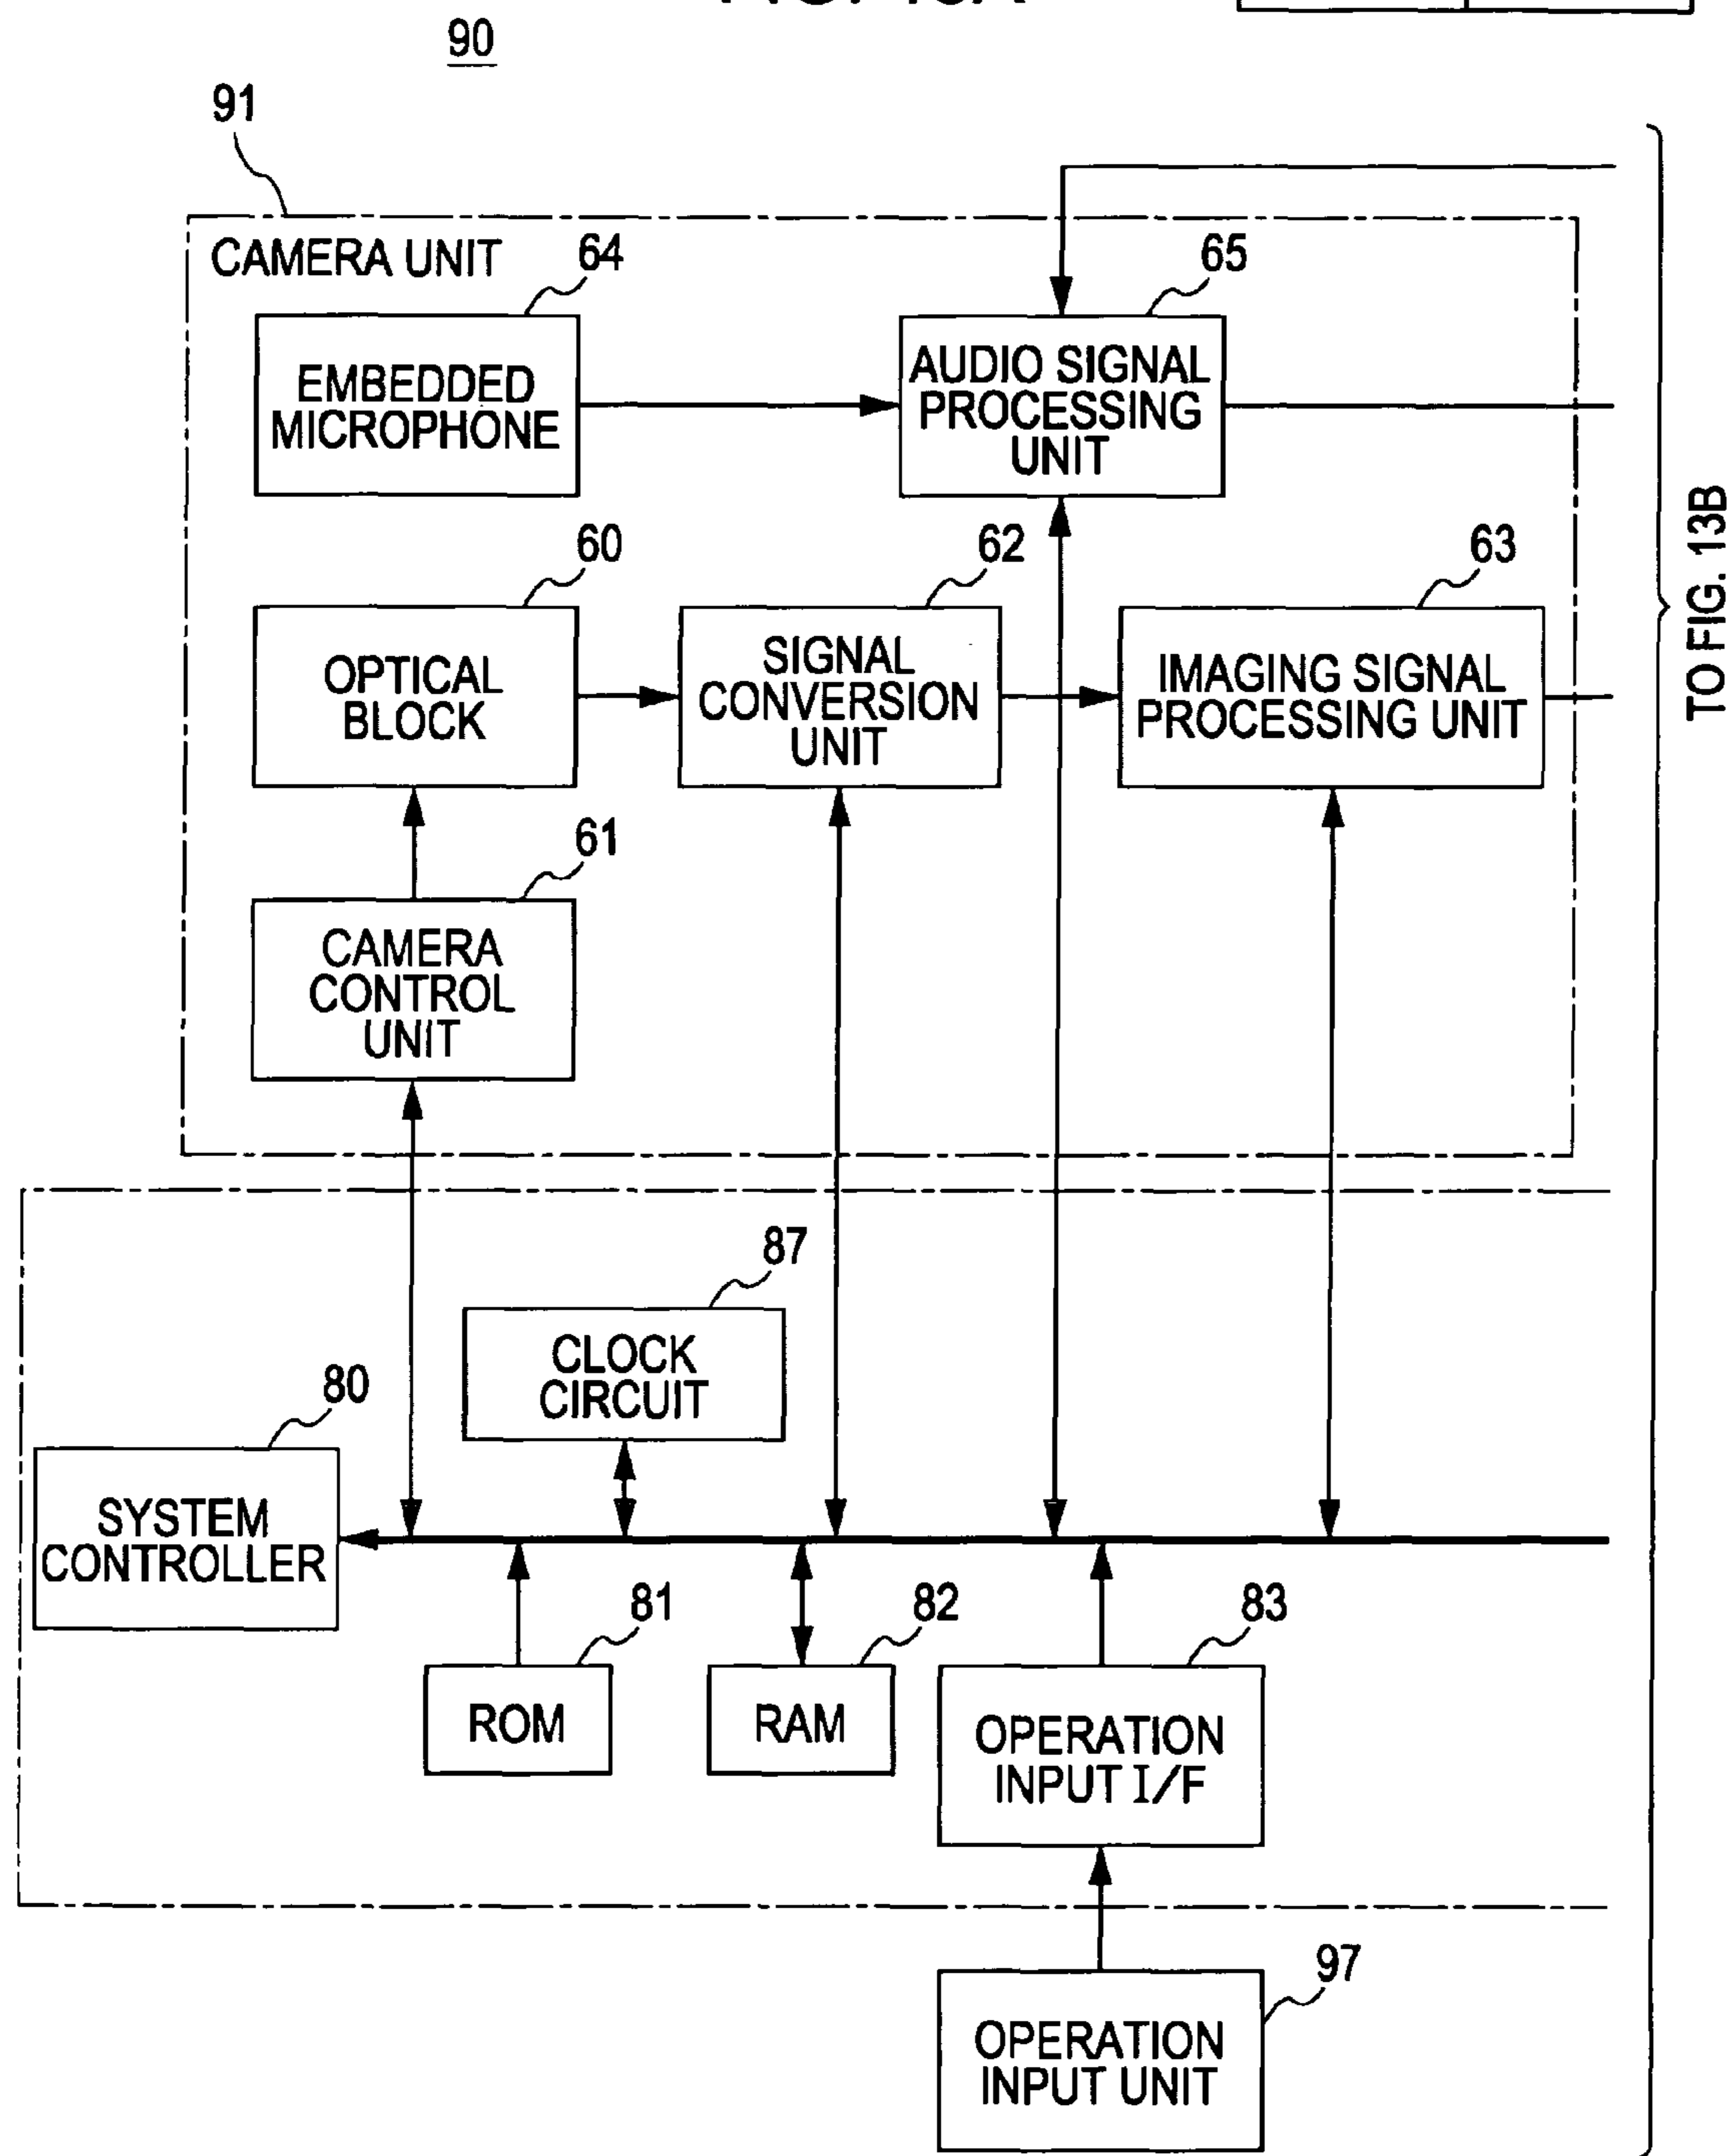 90
91
CAMERA UNIT
64
65
EMBEDDED
MICROPHONE
AUDIO SIGNAL
PROCESSING
UNIT
60
62
63
OPTICAL
BLOCK
SIGNAL
CONVERSION
UNIT
IMAGING SIGNAL
PROCESSING UNIT
61
CAMERA
CONTROL
UNIT
TO FIG. 13B
87
CLOCK
CIRCUIT
80
SYSTEM
CONTROLLER
81
82
83
ROM
RAM
OPERATION
INPUT I/F
97
OPERATION
INPUT UNIT